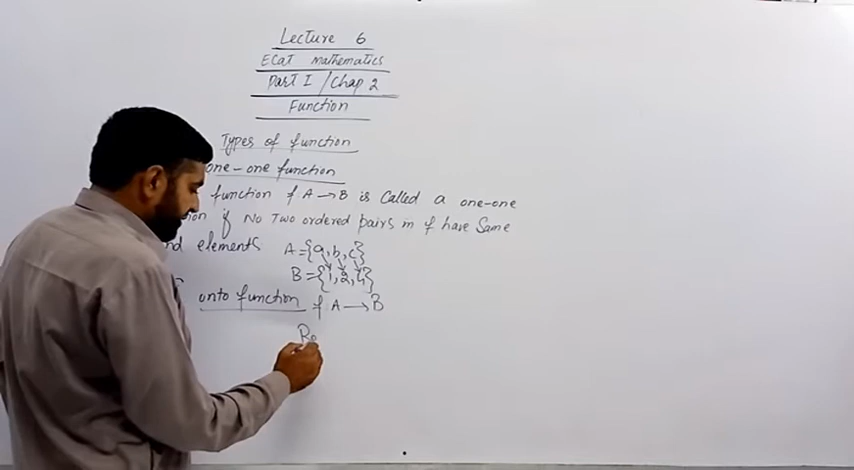 Lecture 6
ECAT Mathematics
Part I / Chap 2
Function
Types of function
one-one function
function f A→B is Called a one-one
if No Two ordered pairs in f have Same
elements A={a,b,c}
B={1,2,4}
onto function f A→B